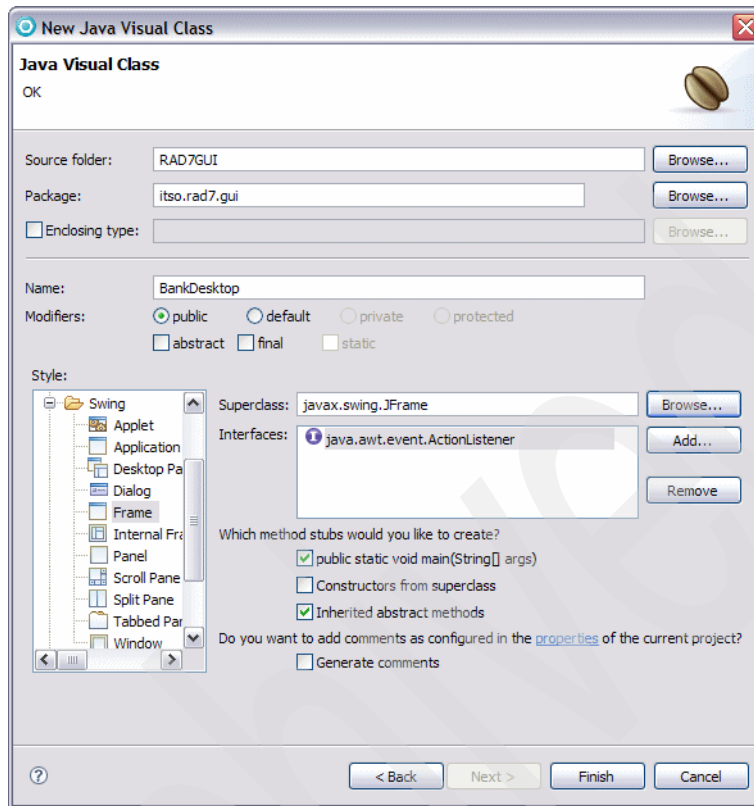 New Java Visual Class
Java Visual Class
OK
Source folder: RAD7GUI Browse...
Package: itso.rad7.gui Browse...
Enclosing type: Browse...
Name: BankDesktop
Modifiers: public default private protected
abstract final static
Style:
Swing
Applet
Application
Desktop Pa
Dialog
Frame
Internal Fra
Panel
Scroll Pane
Split Pane
Tabbed Pan
Window
Superclass: javax.swing.JFrame Browse...
Interfaces: I java.awt.event.ActionListener Add...
Remove
Which method stubs would you like to create?
public static void main(String[] args)
Constructors from superclass
Inherited abstract methods
Do you want to add comments as configured in the properties of the current project?
Generate comments
? < Back Next > Finish Cancel